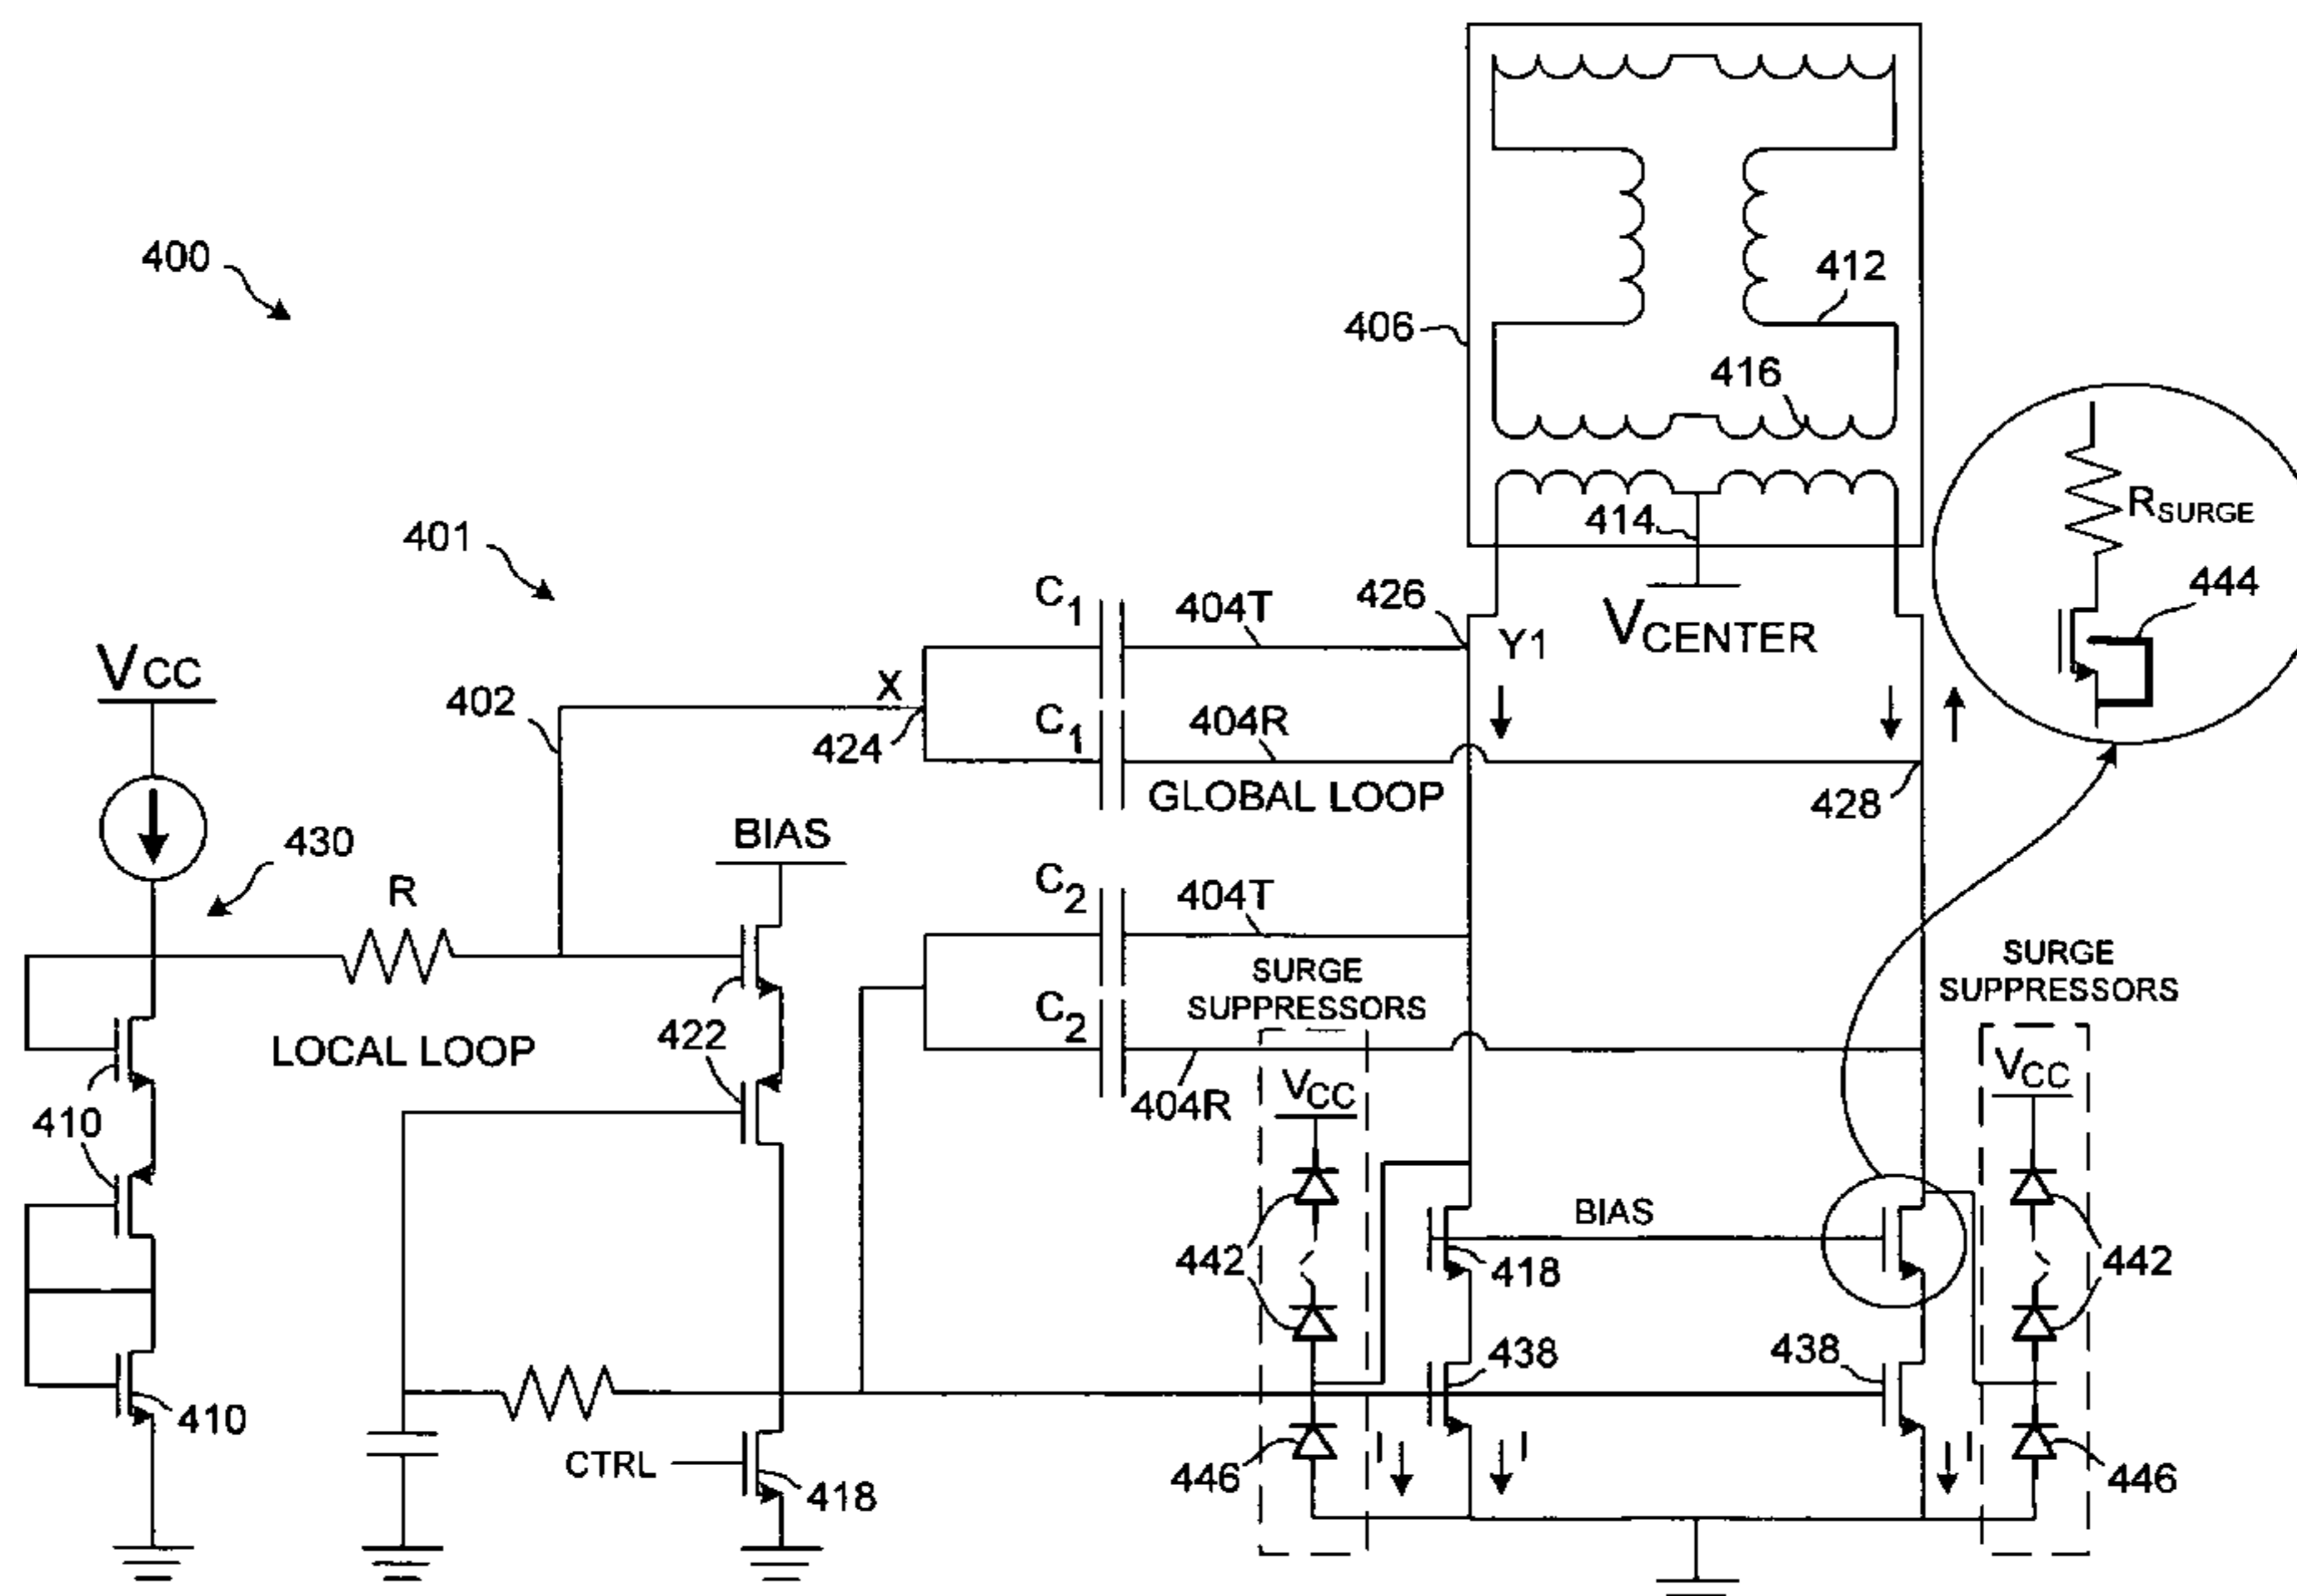 400
406
412
416
414
401
C1
404T
426
Y1
VCENTER
RSURGE
444
VCC
402
X
424
C1
404R
GLOBAL LOOP
428
430
R
BIAS
C2
404T
SURGE
SUPPRESSORS
SURGE
SUPPRESSORS
LOCAL LOOP
422
C2
404R
VCC
VCC
410
442
BIAS
418
442
438
438
410
CTRL
418
446
I
I
I
446